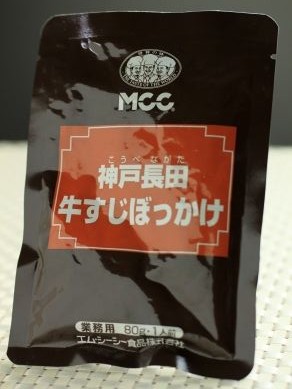 MCC
こうべ ながた
神戸長田
牛すじぼっかけ
業務用 80g・1人前
エム・シーシー食品株式会社